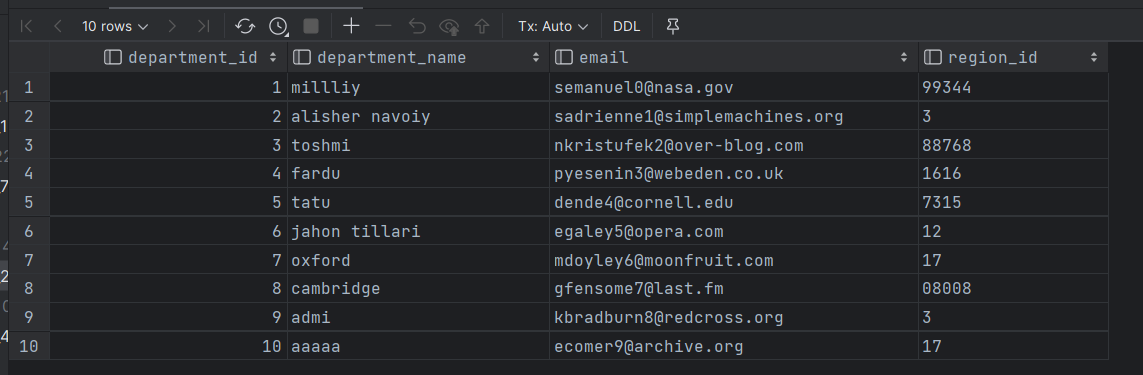 10 rows Tx: Auto DDL
department_id department_name email region_id
1 1 millliy semanuel0@nasa.gov 99344
2 2 alisher navoiy sadrienne1@simplemachines.org 3
3 3 toshmi nkristufek2@over-blog.com 88768
4 4 fardu pyesenin3@webeden.co.uk 1616
5 5 tatu dende4@cornell.edu 7315
6 6 jahon tillari egaley5@opera.com 12
7 7 oxford mdoyley6@moonfruit.com 17
8 8 cambridge gfensome7@last.fm 08008
9 9 admi kbradburn8@redcross.org 3
10 10 aaaaa ecomer9@archive.org 17